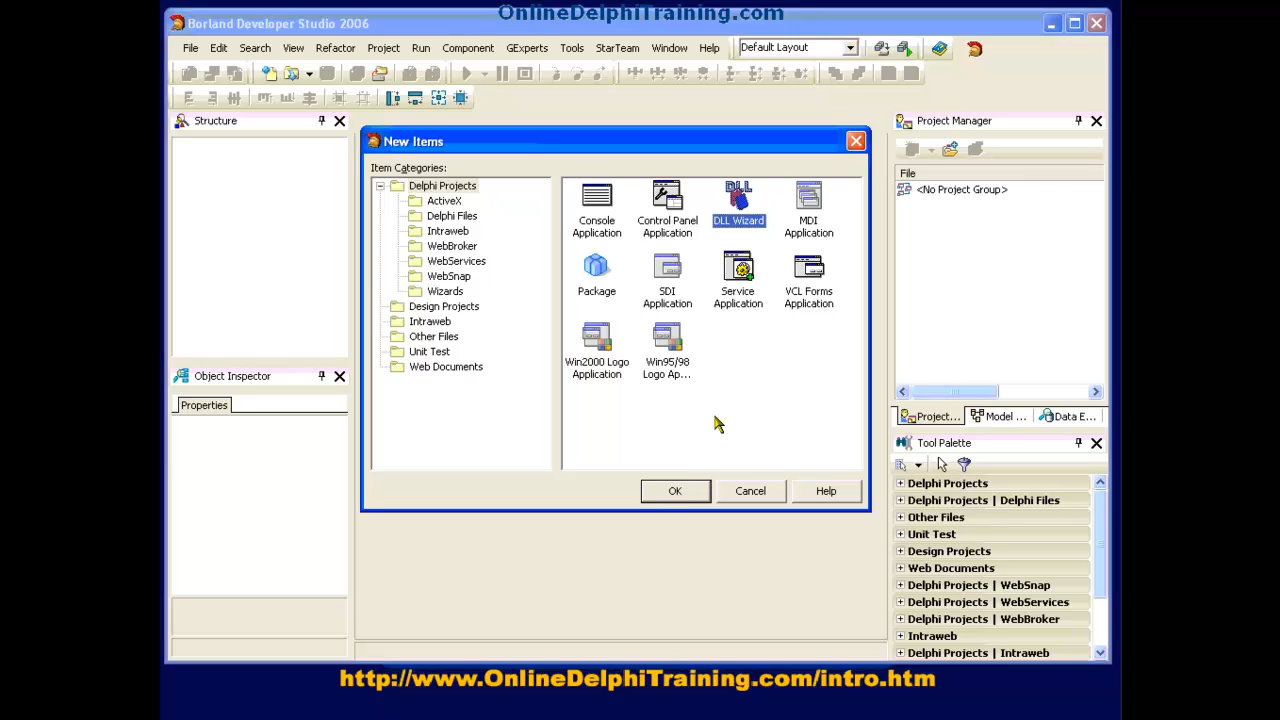 OnlineDelphiTraining.com
Borland Developer Studio 2006
File Edit Search View Refactor Project Run Component GExperts Tools StarTeam Window Help Default Layout
Structure
Project Manager
New Items
Item Categories:
File
<No Project Group>
Delphi Projects
ActiveX
Delphi Files
Intraweb
WebBroker
WebServices
WebSnap
Wizards
Design Projects
Intraweb
Other Files
Unit Test
Web Documents
DLL
Console Application
Control Panel Application
DLL Wizard
MDI Application
Package
SDI Application
Service Application
VCL Forms Application
Win2000 Logo Application
Win95/98 Logo Ap...
OK Cancel Help
Object Inspector
Properties
Project... Model ... Data E...
Tool Palette
Delphi Projects
Delphi Projects | Delphi Files
Other Files
Unit Test
Design Projects
Web Documents
Delphi Projects | WebSnap
Delphi Projects | WebServices
Delphi Projects | WebBroker
Intraweb
Delphi Projects | Intraweb
http://www.OnlineDelphiTraining.com/intro.htm